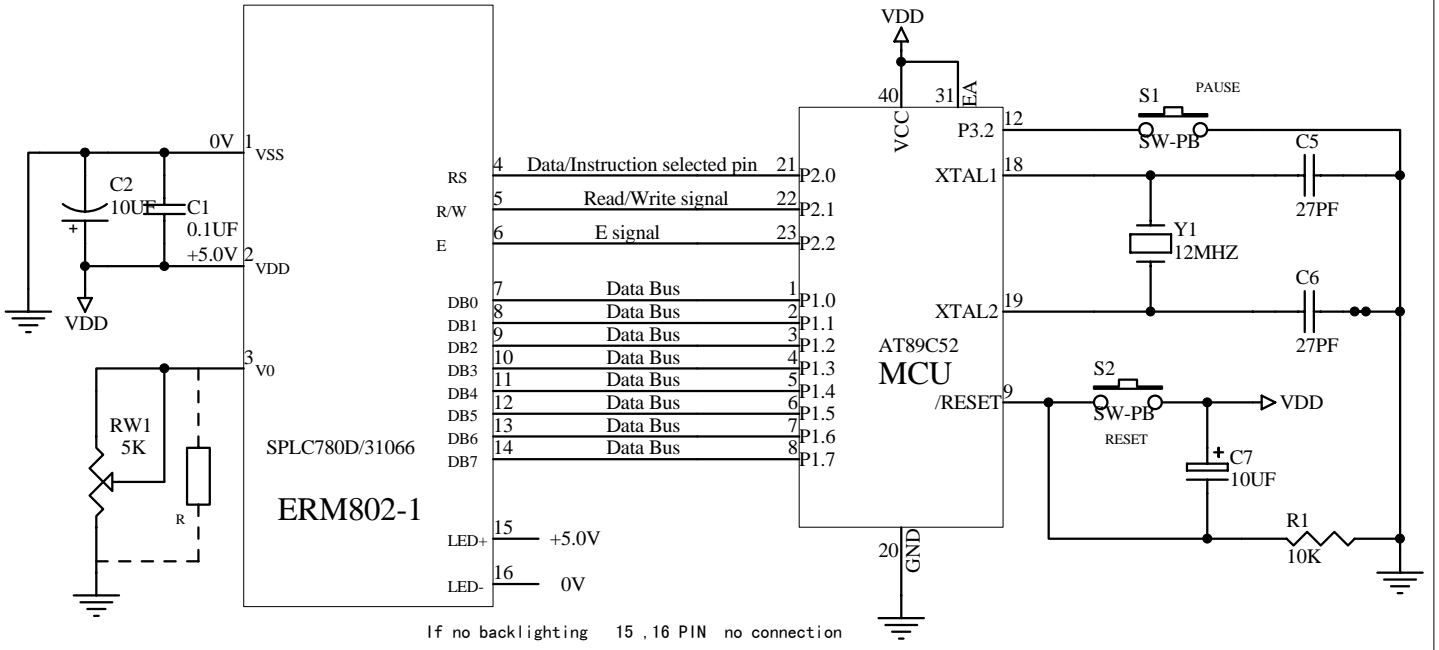 VDD
40
31
EA
VCC
0V
1
VSS
C2
10UF
+
C1
0.1UF
+5.0V
2
VDD
VDD
3
V0
RW1
5K
R
SPLC780D/31066
ERM802-1
RS
4
Data/Instruction selected pin
21
P2.0
R/W
5
Read/Write signal
22
P2.1
E
6
E signal
23
P2.2
DB0
7
Data Bus
1
P1.0
DB1
8
Data Bus
2
P1.1
DB2
9
Data Bus
3
P1.2
DB3
10
Data Bus
4
P1.3
DB4
11
Data Bus
5
P1.4
DB5
12
Data Bus
6
P1.5
DB6
13
Data Bus
7
P1.6
DB7
14
Data Bus
8
P1.7
LED+
15
+5.0V
LED-
16
0V
AT89C52
MCU
P3.2
12
S1
PAUSE
SW-PB
XTAL1
18
C5
27PF
Y1
12MHZ
XTAL2
19
C6
27PF
/RESET
9
S2
SW-PB
RESET
VDD
+
C7
10UF
R1
10K
20
GND
If no backlighting 15 ,16 PIN no connection